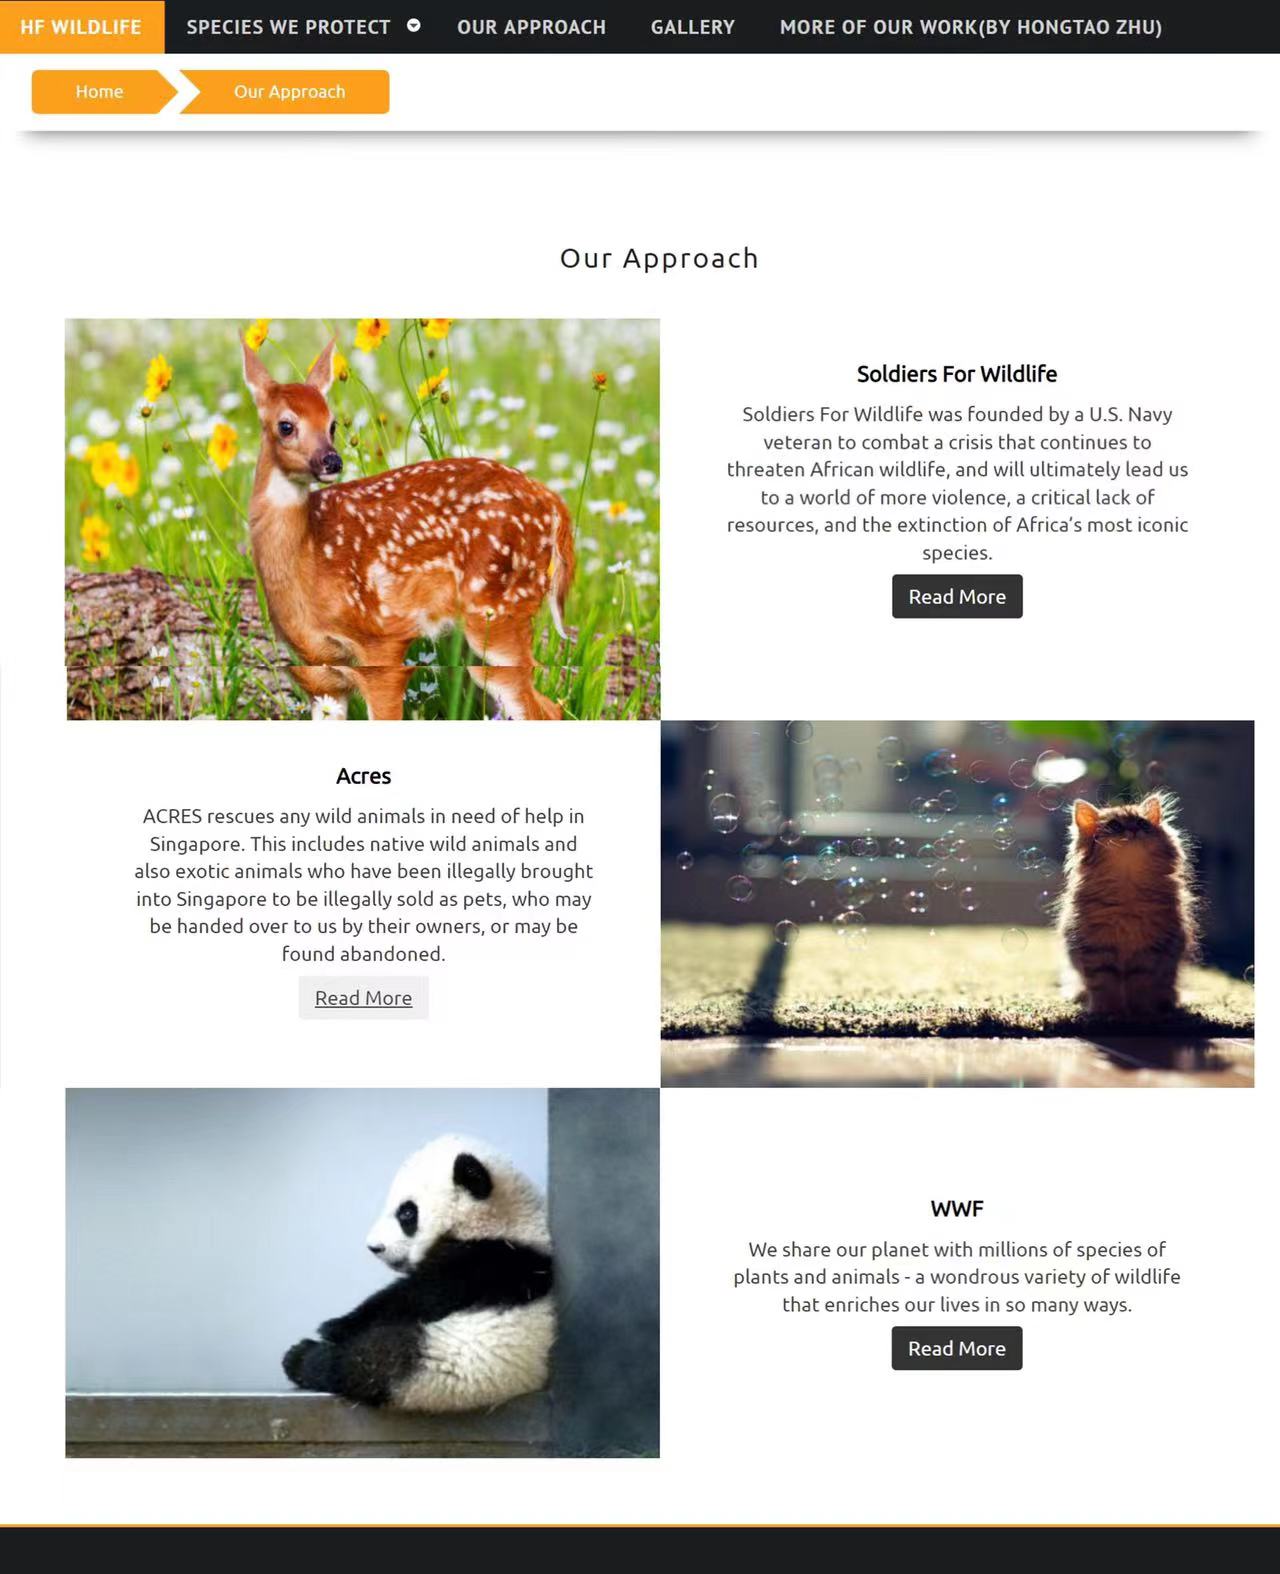 HF WILDLIFE SPECIES WE PROTECT OUR APPROACH GALLERY MORE OF OUR WORK(BY HONGTAO ZHU)
Home Our Approach
Our Approach
Soldiers For Wildlife
Soldiers For Wildlife was founded by a U.S. Navy
veteran to combat a crisis that continues to
threaten African wildlife, and will ultimately lead us
to a world of more violence, a critical lack of
resources, and the extinction of Africa’s most iconic
species.
Read More
Acres
ACRES rescues any wild animals in need of help in
Singapore. This includes native wild animals and
also exotic animals who have been illegally brought
into Singapore to be illegally sold as pets, who may
be handed over to us by their owners, or may be
found abandoned.
Read More
WWF
We share our planet with millions of species of
plants and animals - a wondrous variety of wildlife
that enriches our lives in so many ways.
Read More